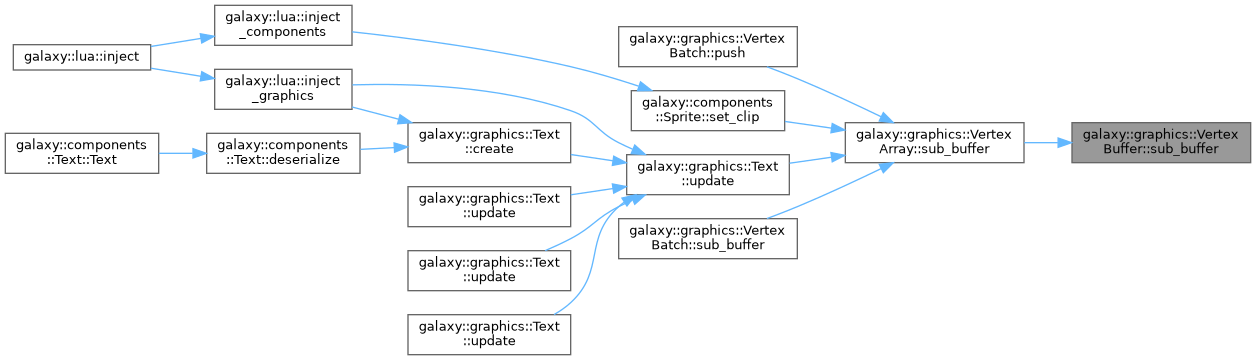 galaxy::lua::inject
galaxy::components
::Text::Text
galaxy::lua::inject
_components
galaxy::lua::inject
_graphics
galaxy::components
::Text::deserialize
galaxy::graphics::Text
::create
galaxy::graphics::Text
::update
galaxy::graphics::Text
::update
galaxy::graphics::Text
::update
galaxy::graphics::Vertex
Batch::push
galaxy::components
::Sprite::set_clip
galaxy::graphics::Text
::update
galaxy::graphics::Vertex
Batch::sub_buffer
galaxy::graphics::Vertex
Array::sub_buffer
galaxy::graphics::Vertex
Buffer::sub_buffer